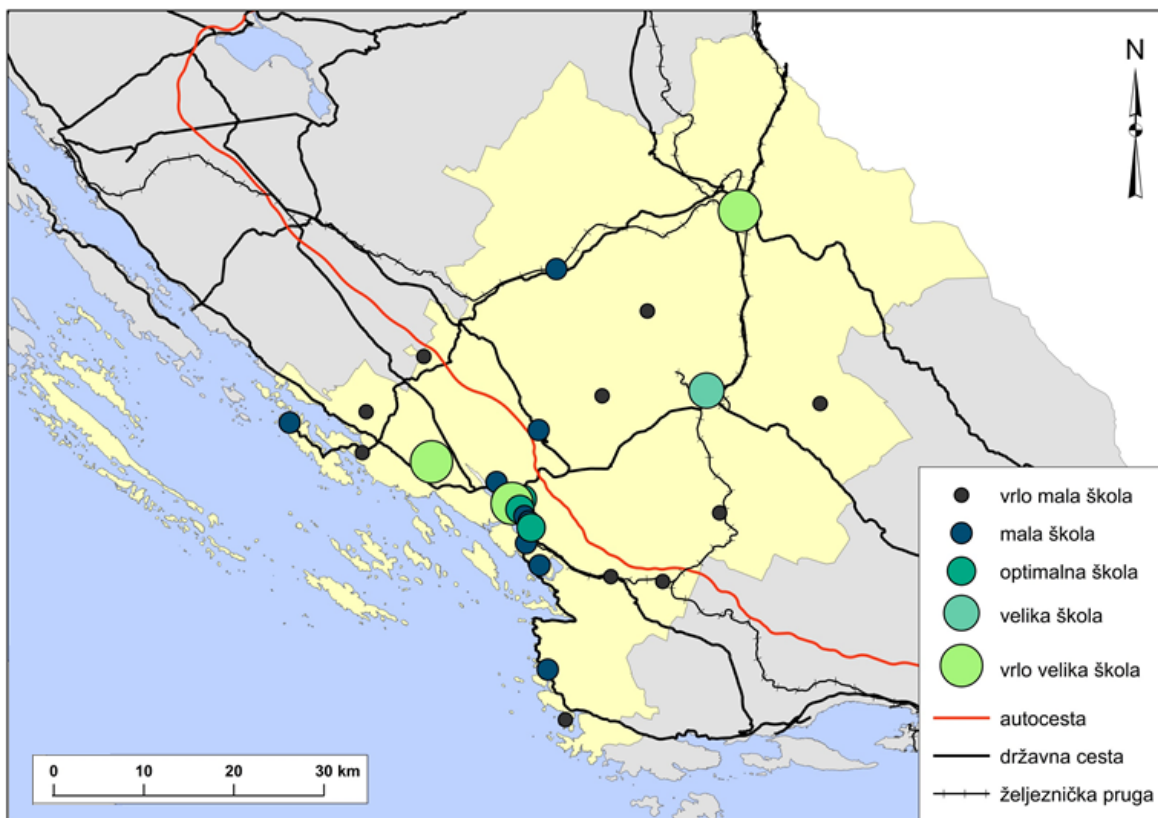 N
vrlo mala škola
mala škola
optimalna škola
velika škola
vrlo velika škola
autocesta
državna cesta
željeznička pruga
0 10 20 30 km